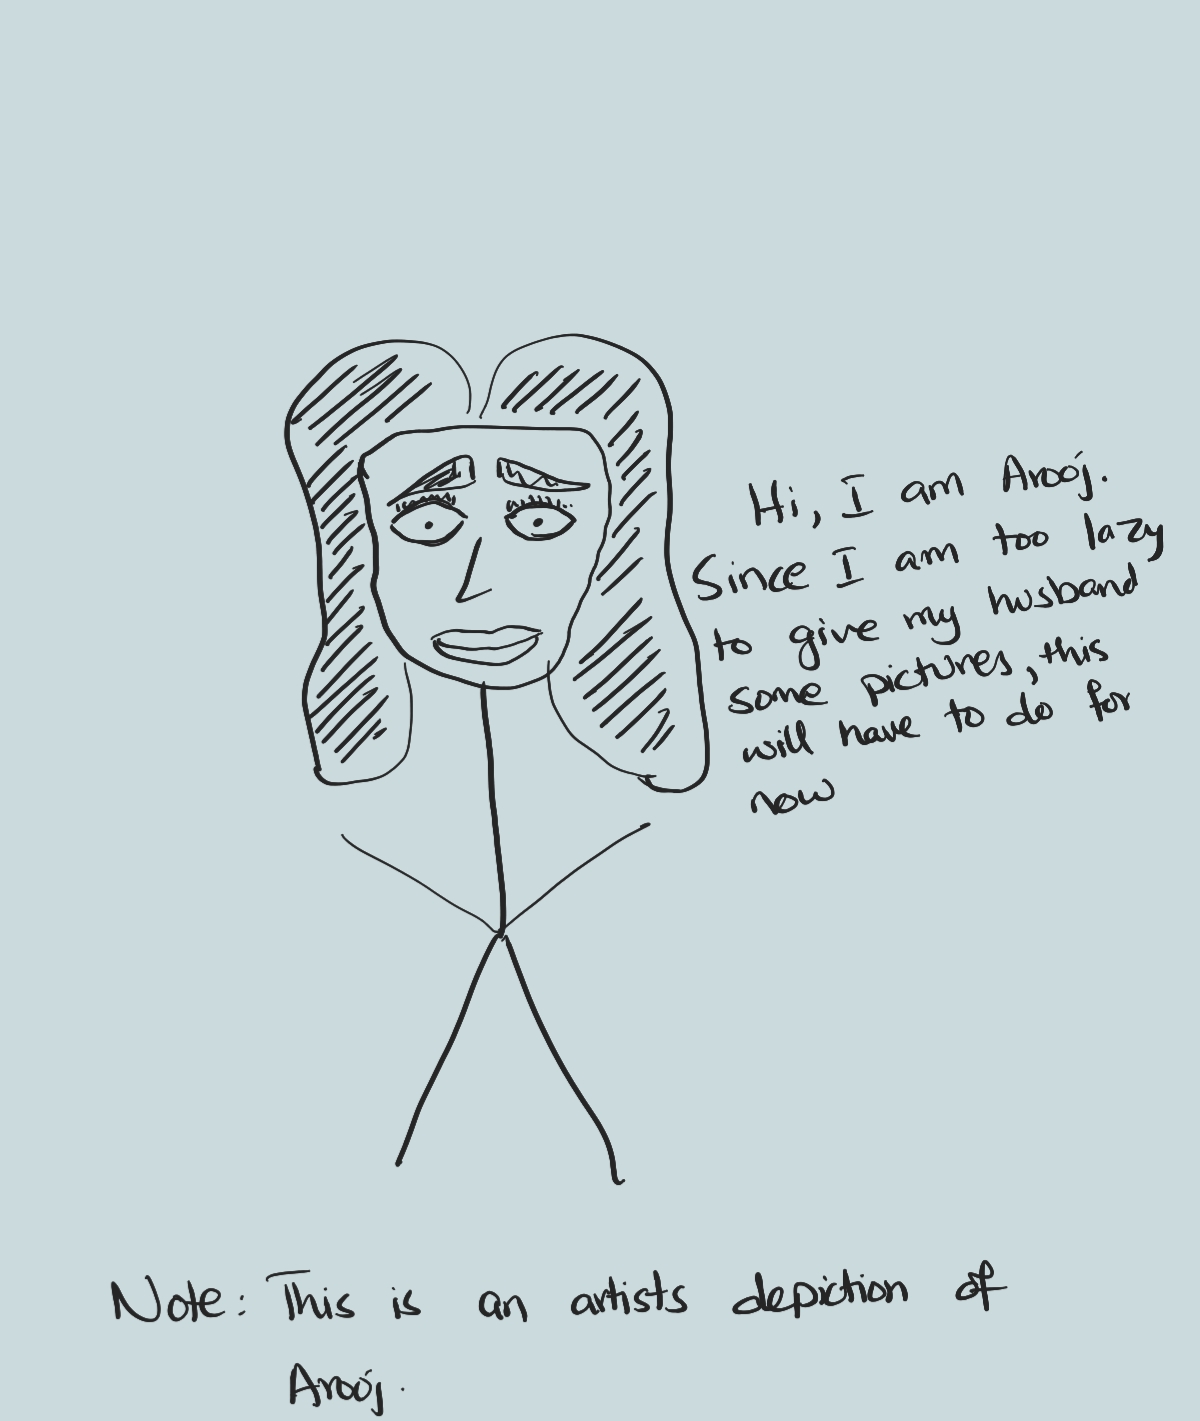 Hi, I am Arooj.
Since I am too lazy
to give my husband
some pictures, this
will have to do for
now
Note: This is an artists depiction of
Arooj.